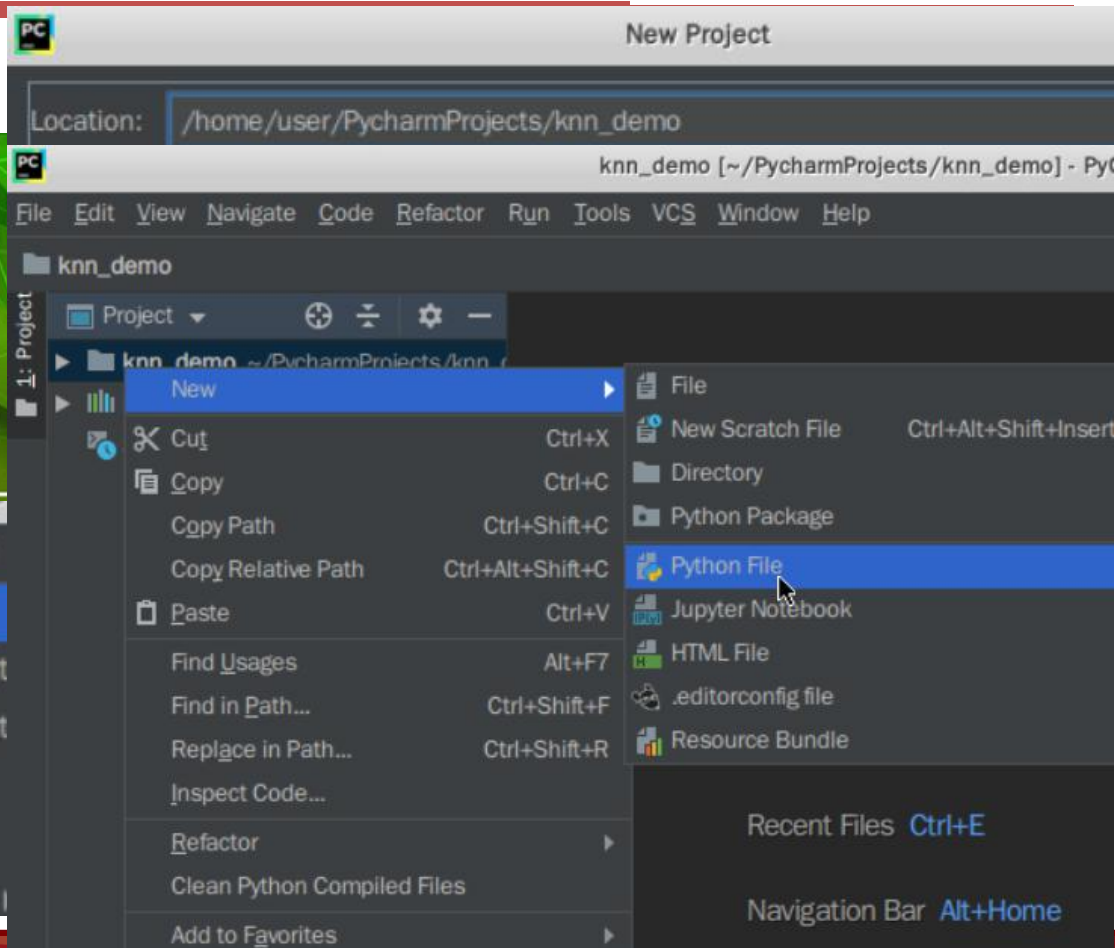 PC
New Project
Location: /home/user/PycharmProjects/knn_demo
PC
knn_demo [~/PycharmProjects/knn_demo] - PyC
File Edit View Navigate Code Refactor Run Tools VCS Window Help
knn_demo
1: Project
Project
knn_demo ~/PycharmProjects/knn_
New
Cut Ctrl+X
Copy Ctrl+C
Copy Path Ctrl+Shift+C
Copy Relative Path Ctrl+Alt+Shift+C
Paste Ctrl+V
Find Usages Alt+F7
Find in Path... Ctrl+Shift+F
Replace in Path... Ctrl+Shift+R
Inspect Code...
Refactor
Clean Python Compiled Files
Add to Favorites
File
New Scratch File Ctrl+Alt+Shift+Insert
Directory
Python Package
Python File
Jupyter Notebook
HTML File
.editorconfig file
Resource Bundle
Recent Files Ctrl+E
Navigation Bar Alt+Home